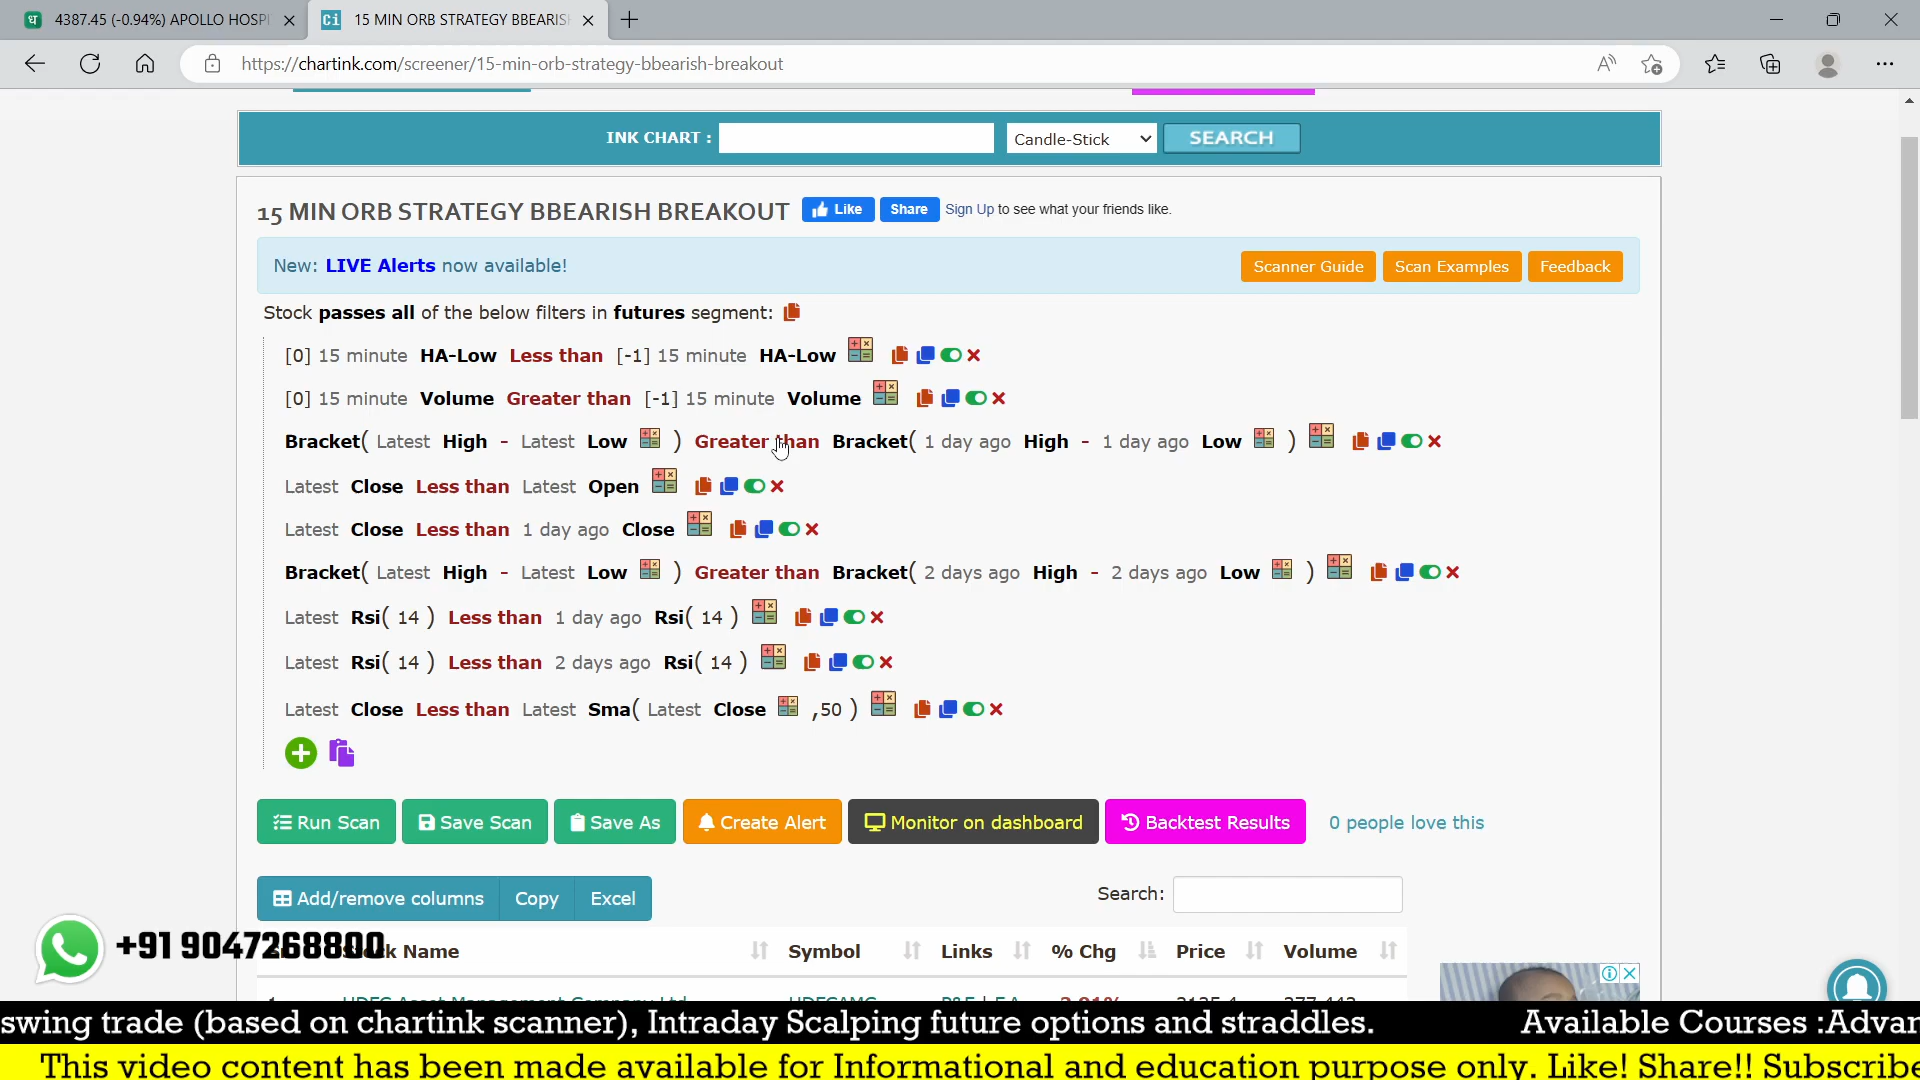 4387.45 (-0.94%) APOLLO HOSPI
15 MIN ORB STRATEGY BBEARISH
https://chartink.com/screener/15-min-orb-strategy-bbearish-breakout
INK CHART : Candle-Stick SEARCH
15 MIN ORB STRATEGY BBEARISH BREAKOUT Like Share Sign Up to see what your friends like.
New: LIVE Alerts now available! Scanner Guide Scan Examples Feedback
Stock passes all of the below filters in futures segment:
[0] 15 minute HA-Low Less than [-1] 15 minute HA-Low
[0] 15 minute Volume Greater than [-1] 15 minute Volume
Bracket( Latest High - Latest Low ) Greater than Bracket( 1 day ago High - 1 day ago Low )
Latest Close Less than Latest Open
Latest Close Less than 1 day ago Close
Bracket( Latest High - Latest Low ) Greater than Bracket( 2 days ago High - 2 days ago Low )
Latest Rsi( 14 ) Less than 1 day ago Rsi( 14 )
Latest Rsi( 14 ) Less than 2 days ago Rsi( 14 )
Latest Close Less than Latest Sma( Latest Close ,50 )
Run Scan Save Scan Save As Create Alert Monitor on dashboard Backtest Results 0 people love this
Add/remove columns Copy Excel Search:
+91 9047268800
Name Symbol Links % Chg Price Volume
swing trade (based on chartink scanner), Intraday Scalping future options and straddles. Available Courses :Advan
This video content has been made available for Informational and education purpose only. Like! Share!! Subscribe